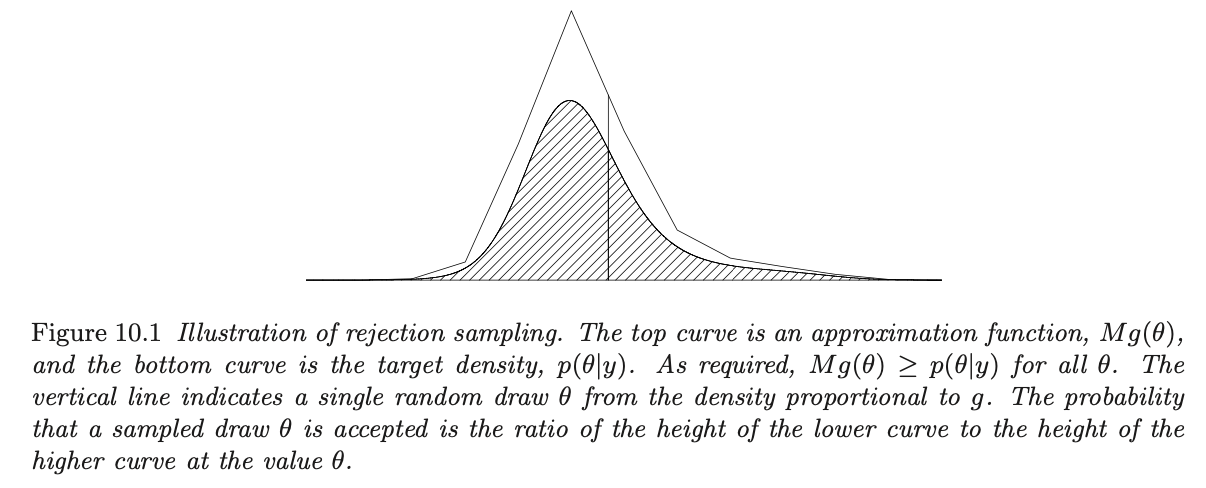 Figure 10.1 Illustration of rejection sampling. The top curve is an approximation function, Mg(θ),
and the bottom curve is the target density, p(θ|y). As required, Mg(θ) ≥ p(θ|y) for all θ. The
vertical line indicates a single random draw θ from the density proportional to g. The probability
that a sampled draw θ is accepted is the ratio of the height of the lower curve to the height of the
higher curve at the value θ.